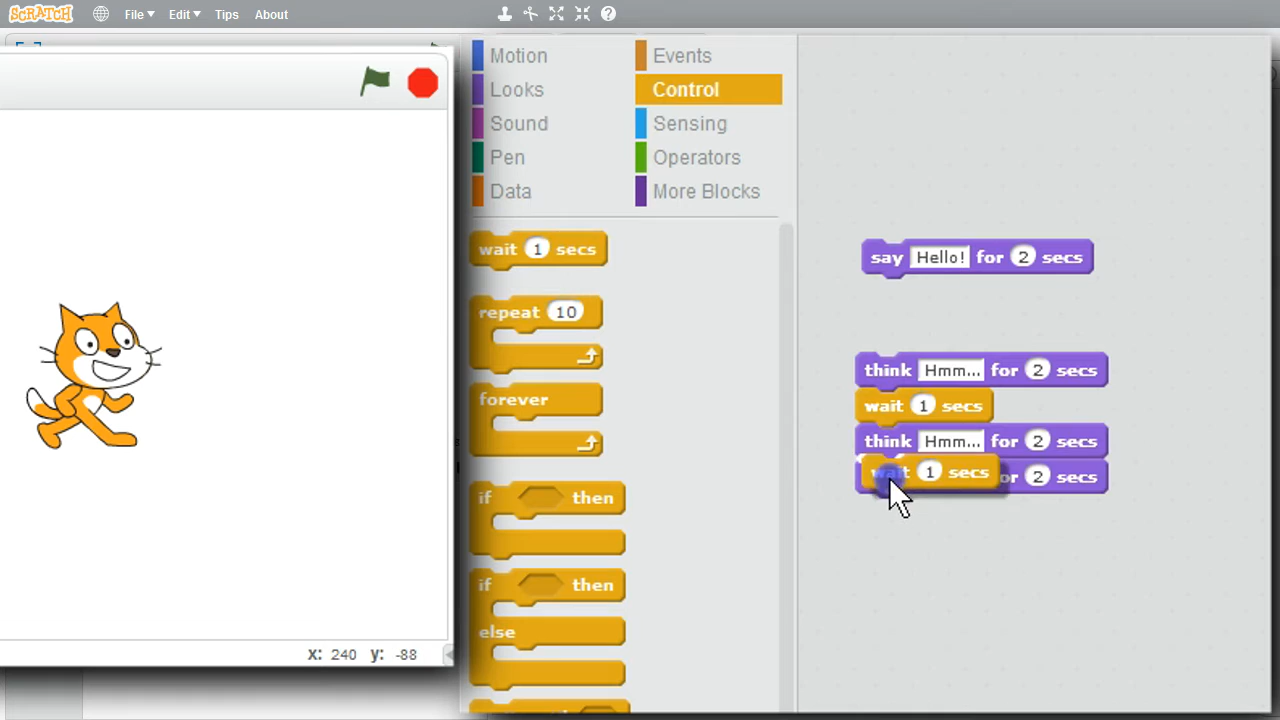 SCRATCH File Edit Tips About
Motion Events
Looks Control
Sound Sensing
Pen Operators
Data More Blocks
wait 1 secs
repeat 10
forever
if then
if then
else
say Hello! for 2 secs
think Hmm... for 2 secs
wait 1 secs
think Hmm... for 2 secs
wait 1 secs
for 2 secs
x: 240 y: -88